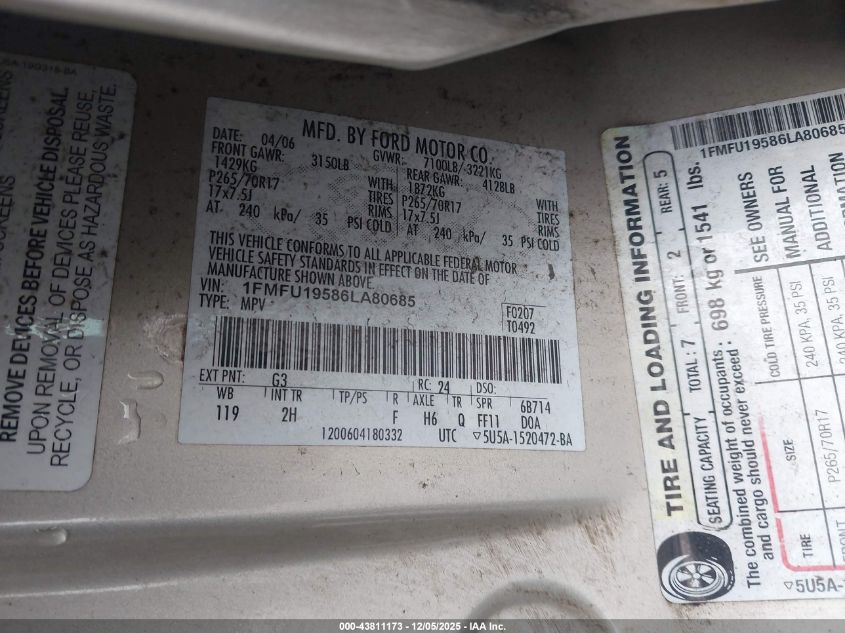 REMOVE DEVICES BEFORE VEHICLE DISPOSAL
UPON REMOVAL OF DEVICES PLEASE REUSE,
RECYCLE, OR DISPOSE AS HAZARDOUS WASTE.
MFD. BY FORD MOTOR CO.
DATE: 04/06 GVWR: 7100LB/3221KG
FRONT GAWR: 3150LB REAR GAWR: 4128LB
1429KG WITH 1872KG WITH
P265/70R17 TIRES P265/70R17 TIRES
17x7.5J RIMS 17x7.5J RIMS
AT 240 kPa/ 35 PSI COLD AT 240 kPa/ 35 PSI COLD
THIS VEHICLE CONFORMS TO ALL APPLICABLE FEDERAL MOTOR
VEHICLE SAFETY STANDARDS IN EFFECT ON THE DATE OF
MANUFACTURE SHOWN ABOVE.
VIN: 1FMFU19586LA80685
TYPE: MPV
F0207
T0492
EXT PNT: G3 RC: 24 DSO:
WB INT TR TP/PS R AXLE TR SPR 6B714
119 2H F H6 Q FF11 DOA
1200604180332 UTC ▽5U5A-1520472-BA
1FMFU19586LA80685
TIRE AND LOADING INFORMATION
SEATING CAPACITY TOTAL: 7 FRONT: 2 REAR: 5
The combined weight of occupants : 698 kg or 1541 lbs.
and cargo should never exceed :
TIRE SIZE COLD TIRE PRESSURE SEE OWNERS
MANUAL FOR
ADDITIONAL
FRONT P265/70R17 240 KPA, 35 PSI
240 KPA, 35 PSI
▽5U5A-
000-43811173 - 12/05/2025 - IAA Inc.